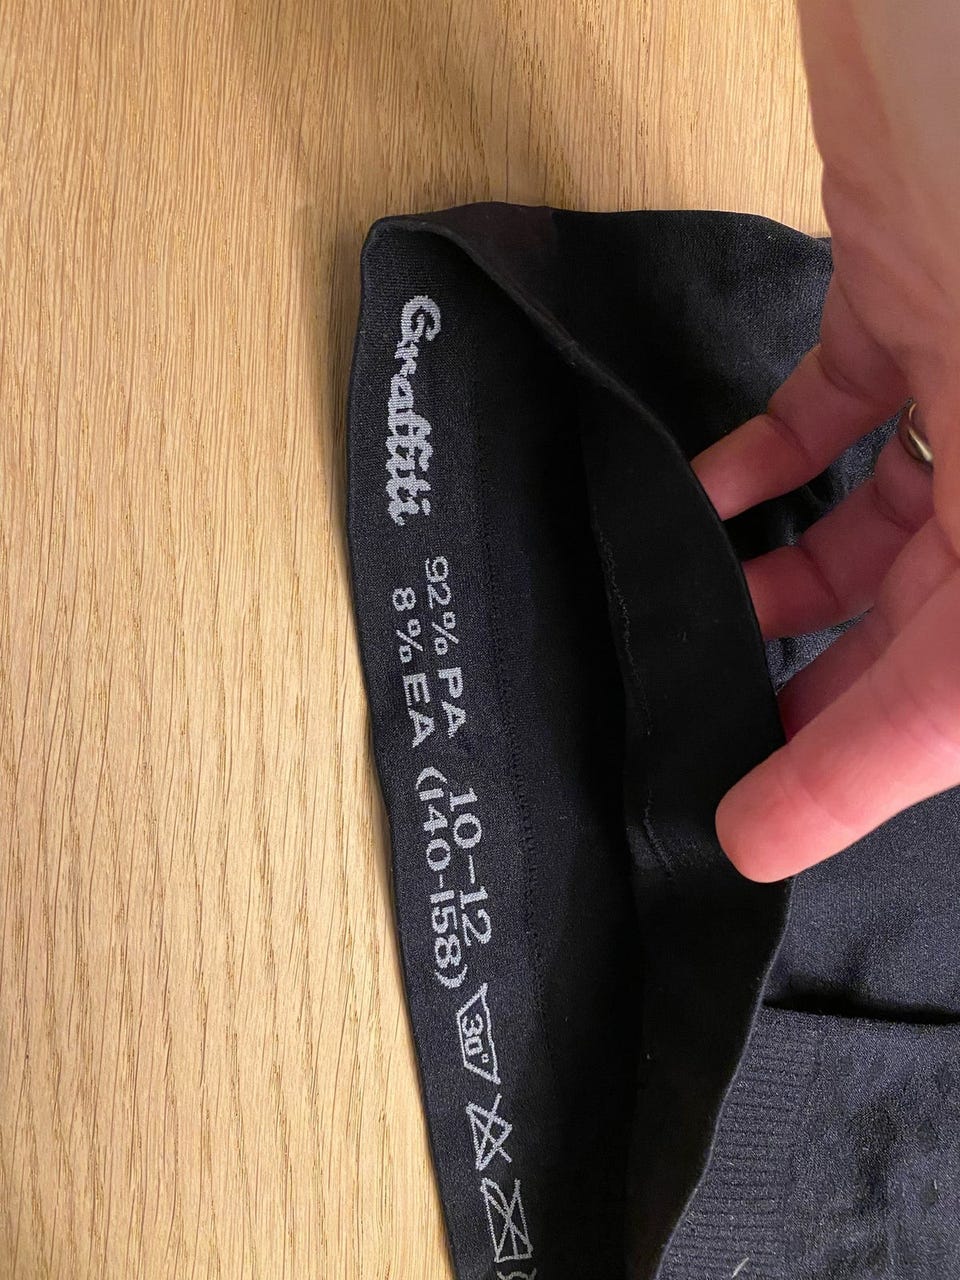 Graffiti
92% PA
8% EA
10-12
(140-158)
30°